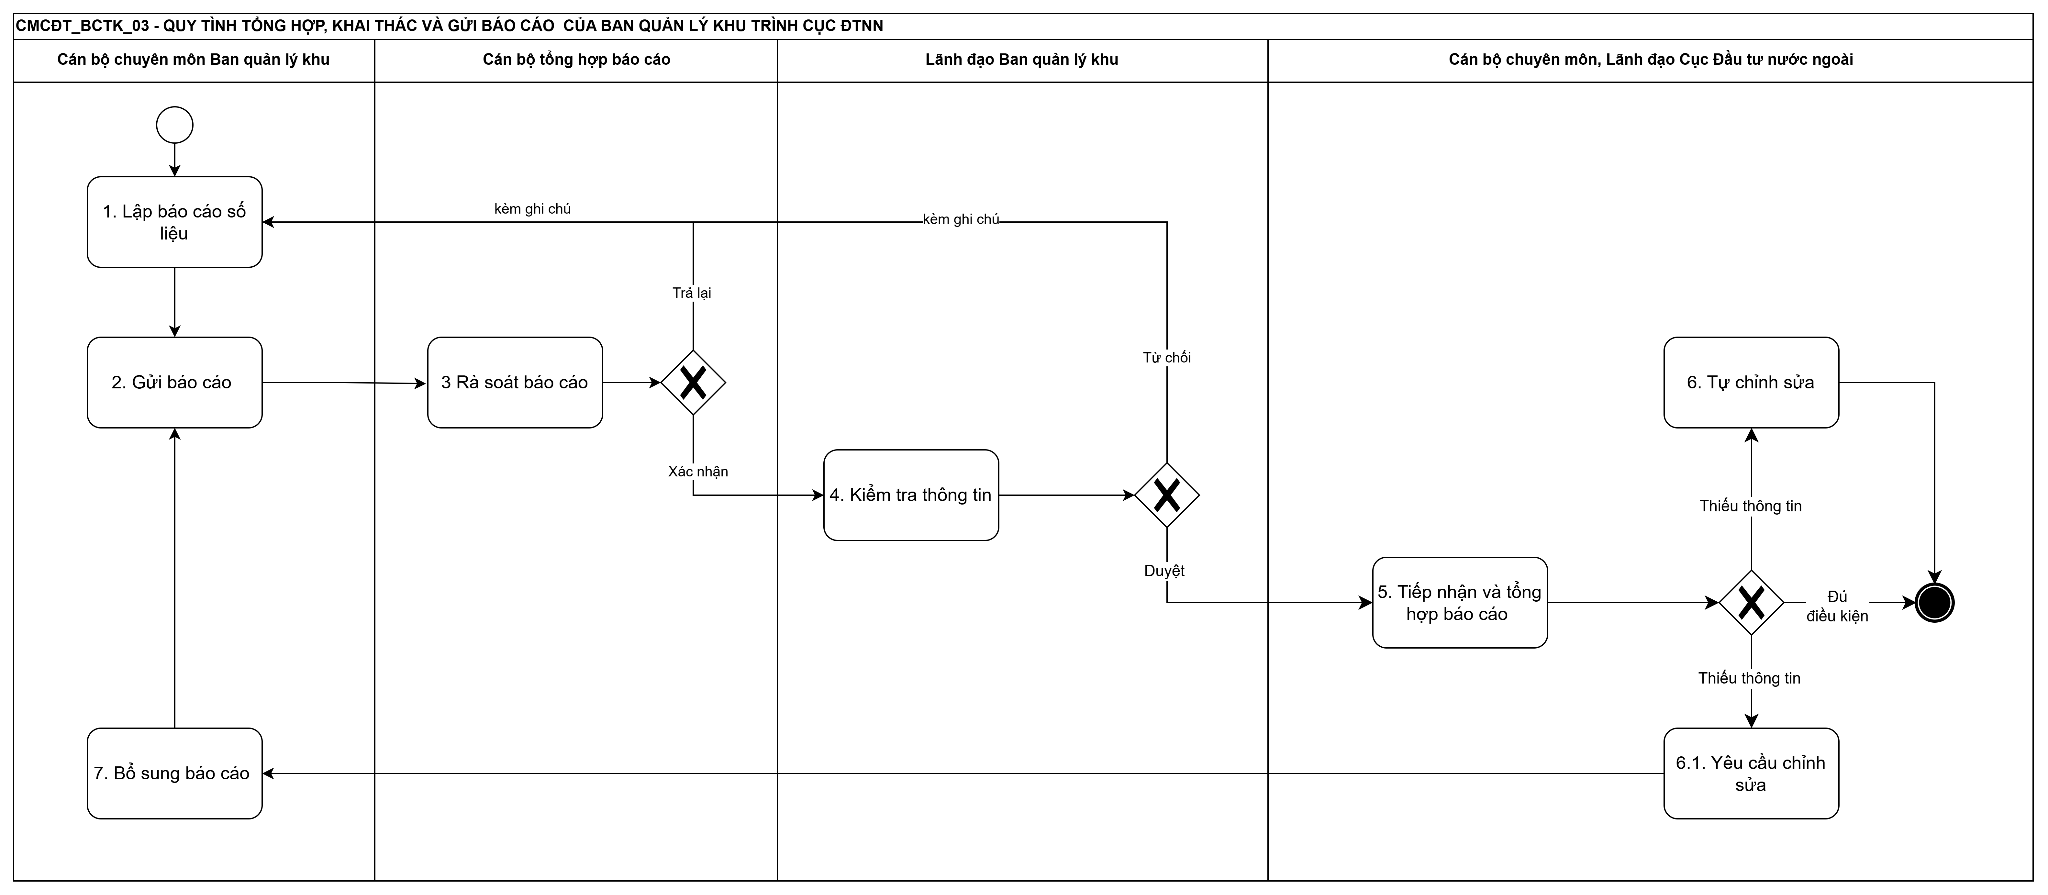 CMCĐT_BCTK_03 - QUY TÌNH TỔNG HỢP, KHAI THÁC VÀ GỬI BÁO CÁO  CỦA BAN QUẢN LÝ KHU TRÌNH CỤC ĐTNN
Cán bộ chuyên môn Ban quản lý khu
Cán bộ tổng hợp báo cáo
Lãnh đạo Ban quản lý khu
Cán bộ chuyên môn, Lãnh đạo Cục Đầu tư nước ngoài
1. Lập báo cáo số
liệu
kèm ghi chú
kèm ghi chú
Trả lại
Từ chối
2. Gửi báo cáo
3 Rà soát báo cáo
6. Tự chỉnh sửa
Xác nhận
4. Kiểm tra thông tin
Thiếu thông tin
Duyệt
5. Tiếp nhận và tổng
hợp báo cáo
Đủ
điều kiện
Thiếu thông tin
7. Bổ sung báo cáo
6.1. Yêu cầu chỉnh
sửa